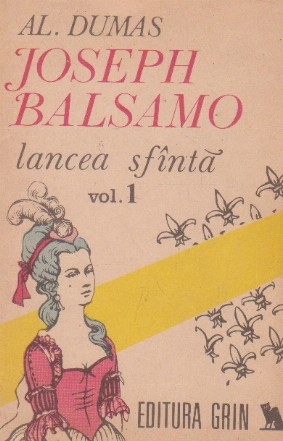 AL. DUMAS
JOSEPH
BALSAMO
lancea sfîntă
vol.1
EDITURA GRIN